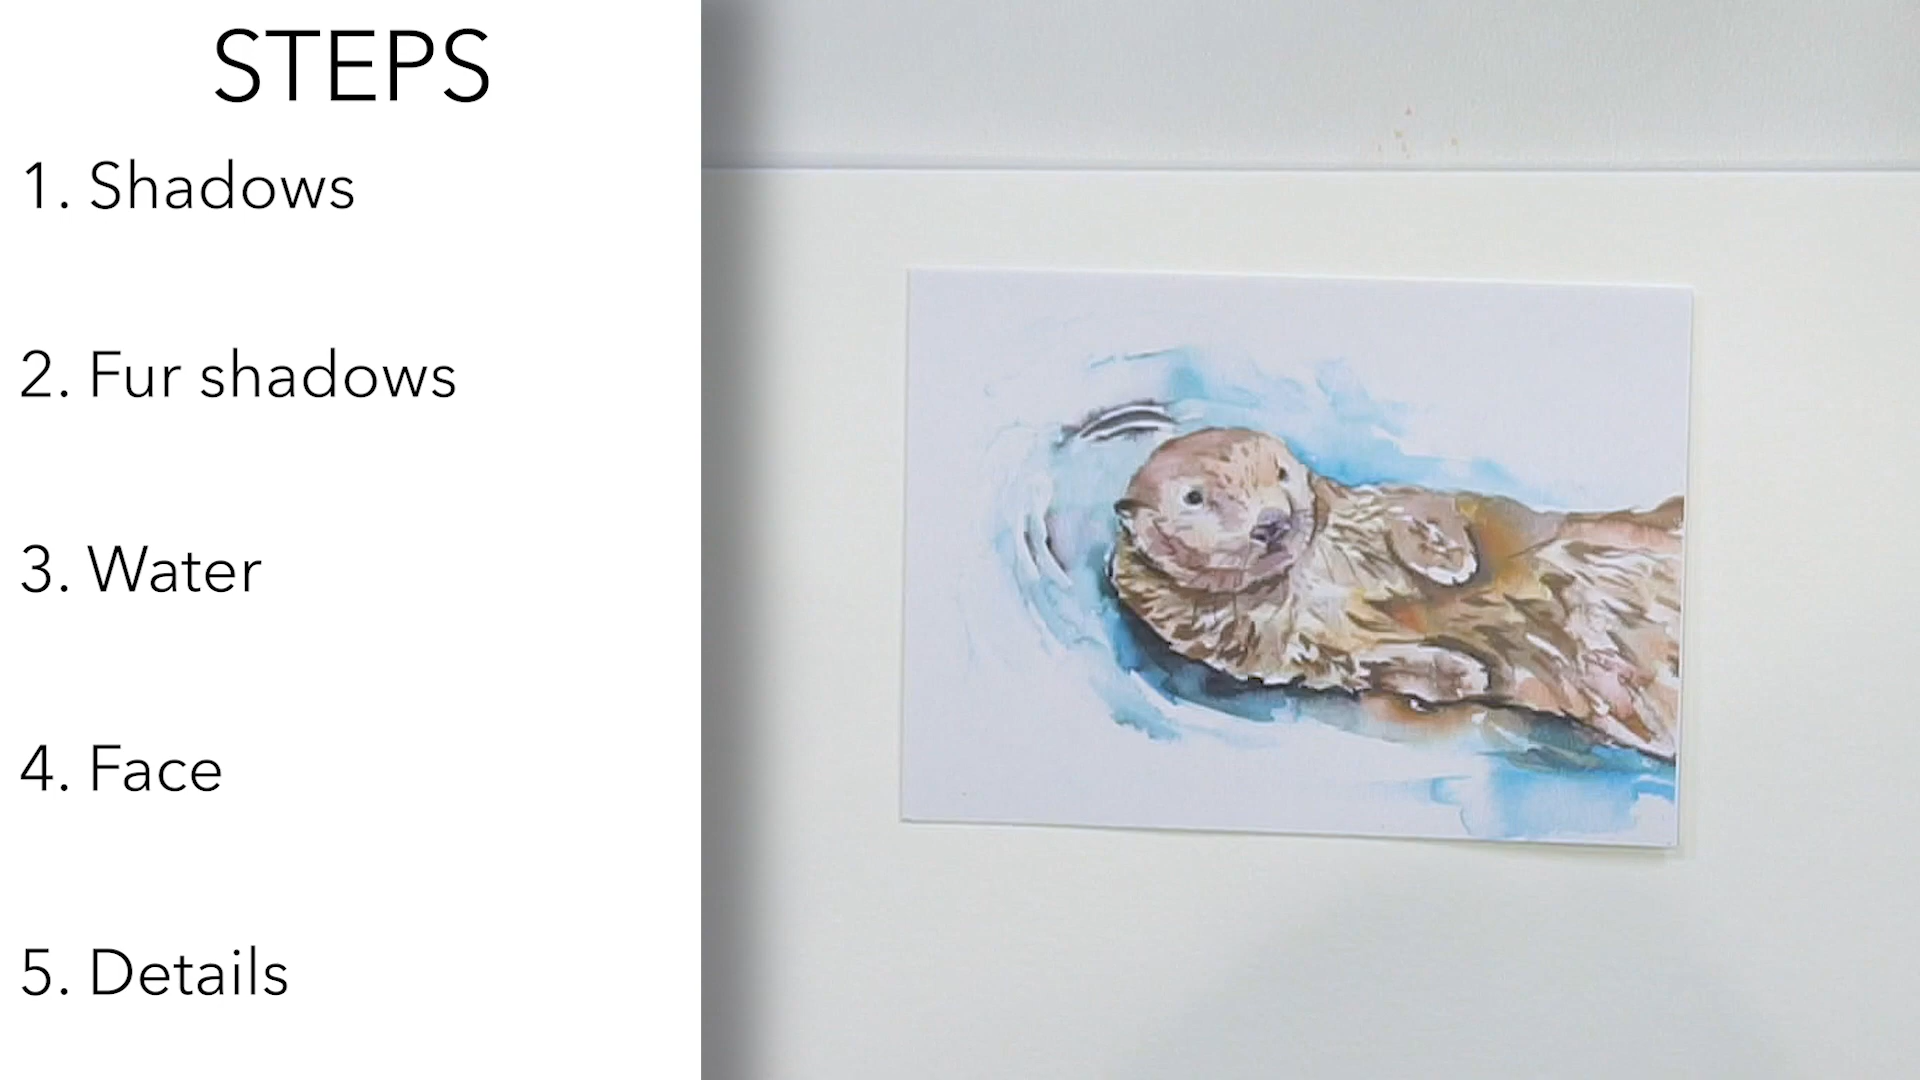 STEPS
1. Shadows
2. Fur shadows
3. Water
4. Face
5. Details